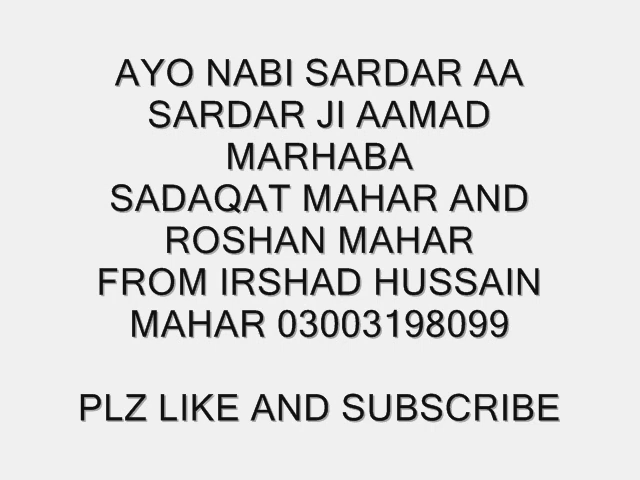 AYO NABI SARDAR AA
SARDAR JI AAMAD
MARHABA
SADAQAT MAHAR AND
ROSHAN MAHAR
FROM IRSHAD HUSSAIN
MAHAR 03003198099
PLZ LIKE AND SUBSCRIBE